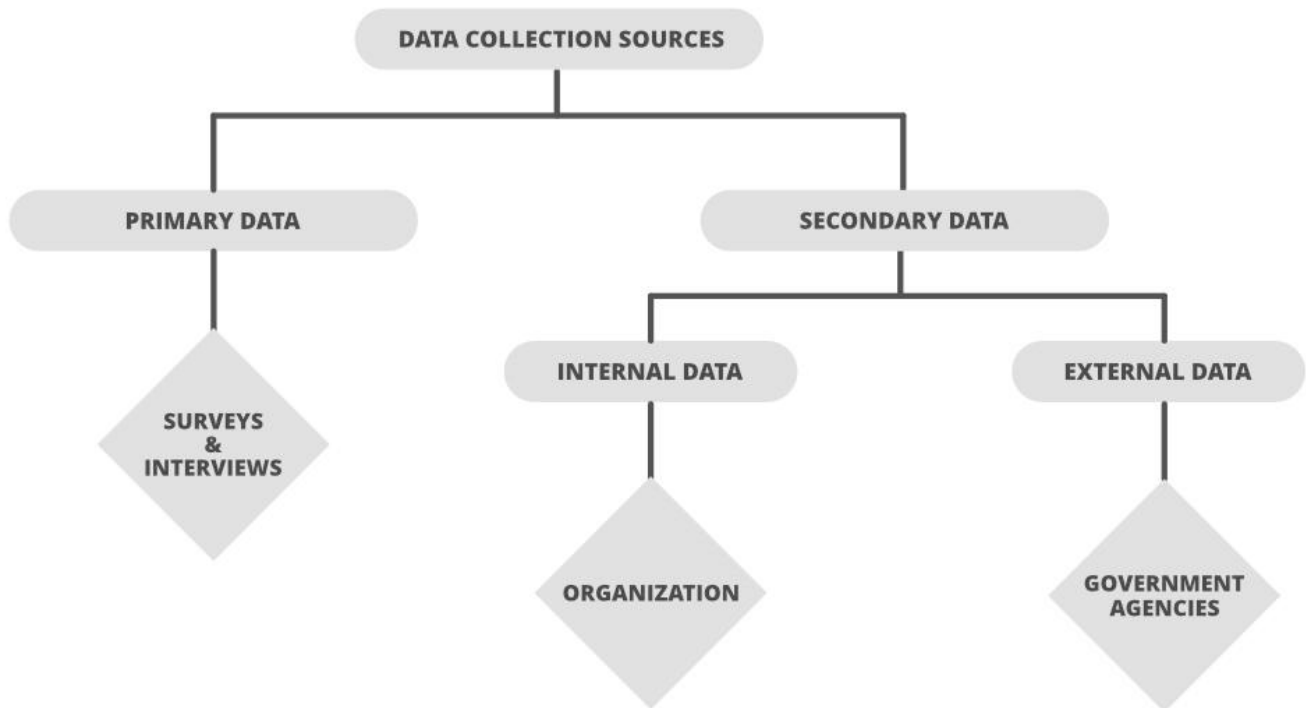 DATA COLLECTION SOURCES
PRIMARY DATA
SECONDARY DATA
INTERNAL DATA
EXTERNAL DATA
SURVEYS
&
INTERVIEWS
ORGANIZATION
GOVERNMENT
AGENCIES